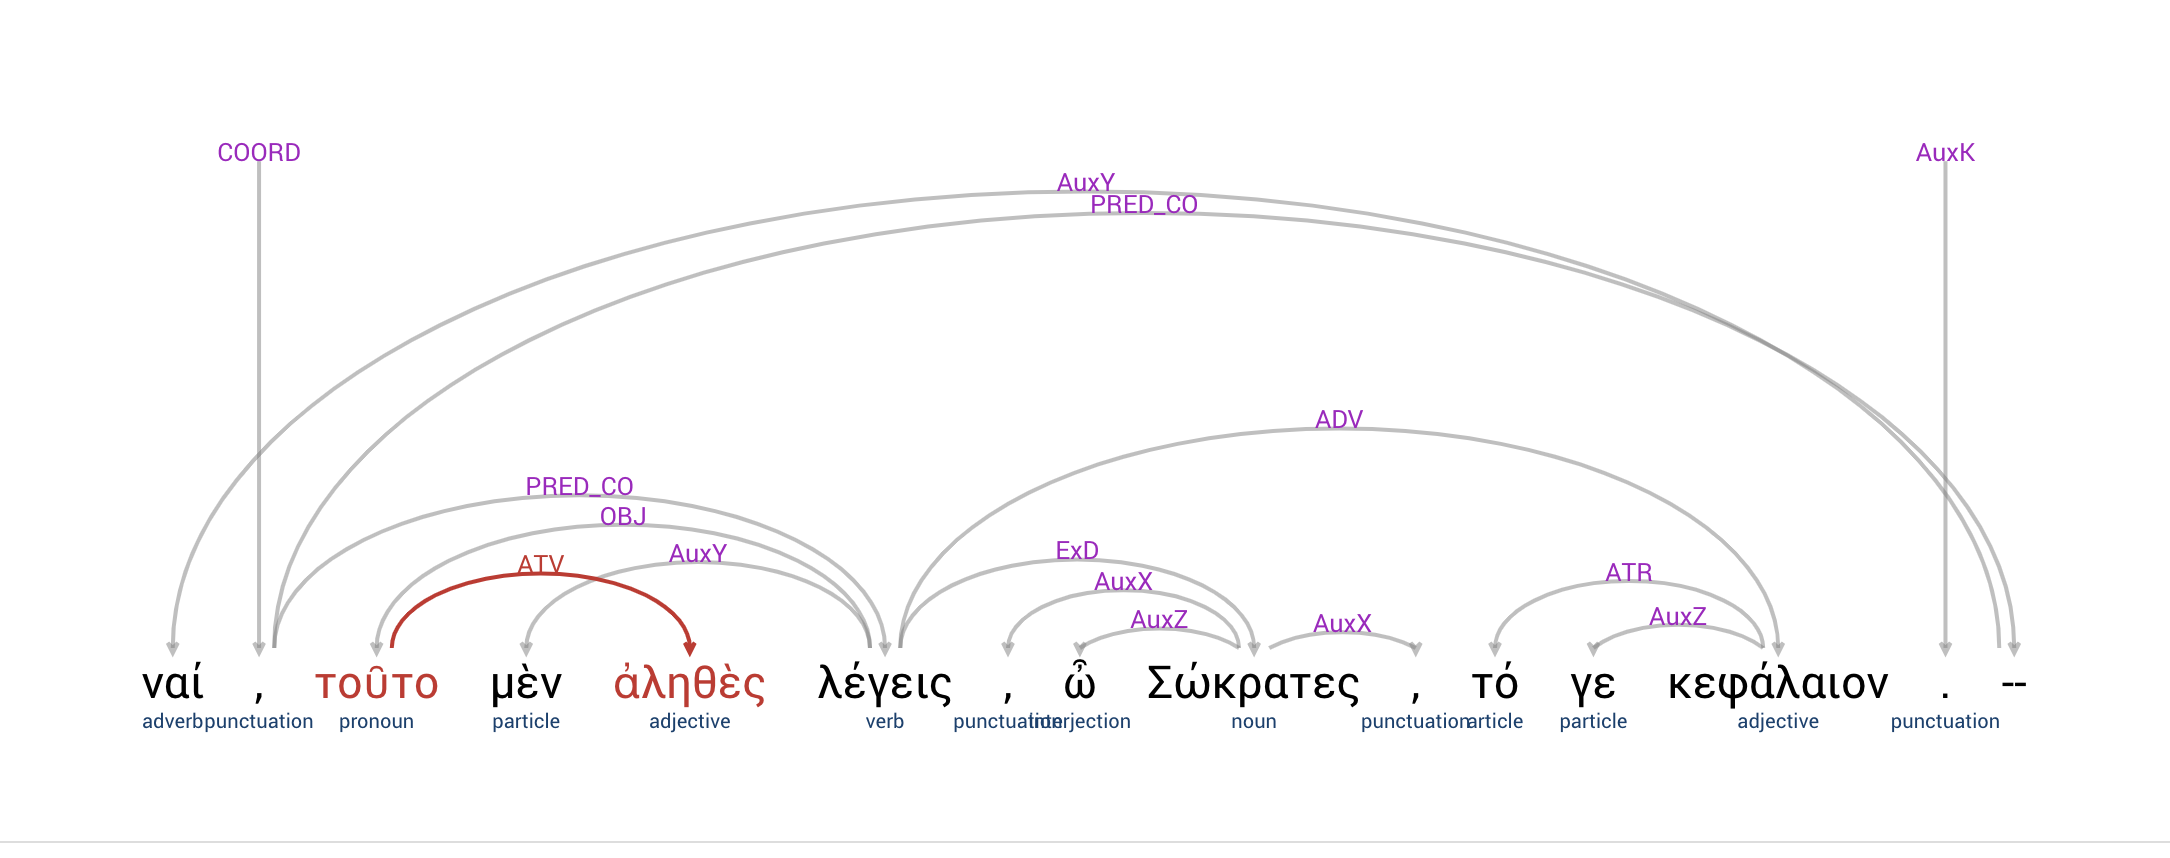 COORD AuxK
AuxY
PRED_CO
ADV
PRED_CO
OBJ
ATV AuxY ExD
AuxX ATR
AuxZ AuxX AuxZ
ναί , τοῦτο μὲν ἀληθὲς λέγεις , ὦ Σώκρατες , τό γε κεφάλαιον . --
adverb punctuation pronoun particle adjective verb punctuation interjection noun punctuation article particle adjective punctuation